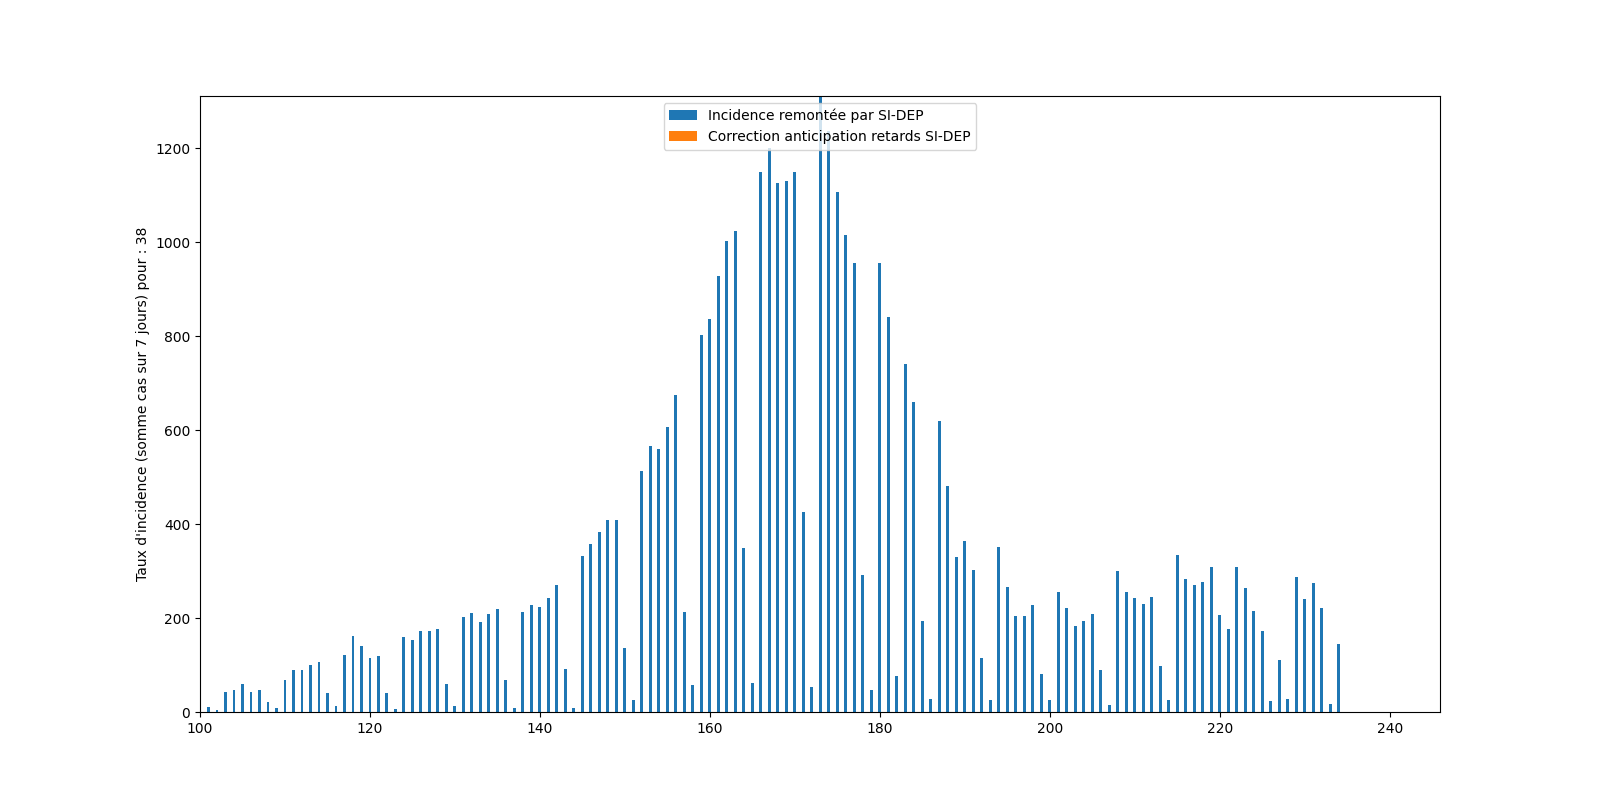 Incidence remontée par SI-DEP
Correction anticipation retards SI-DEP
Taux d'incidence (somme cas sur 7 jours) pour : 38
1200
1000
800
600
400
200
0
100 120 140 160 180 200 220 240